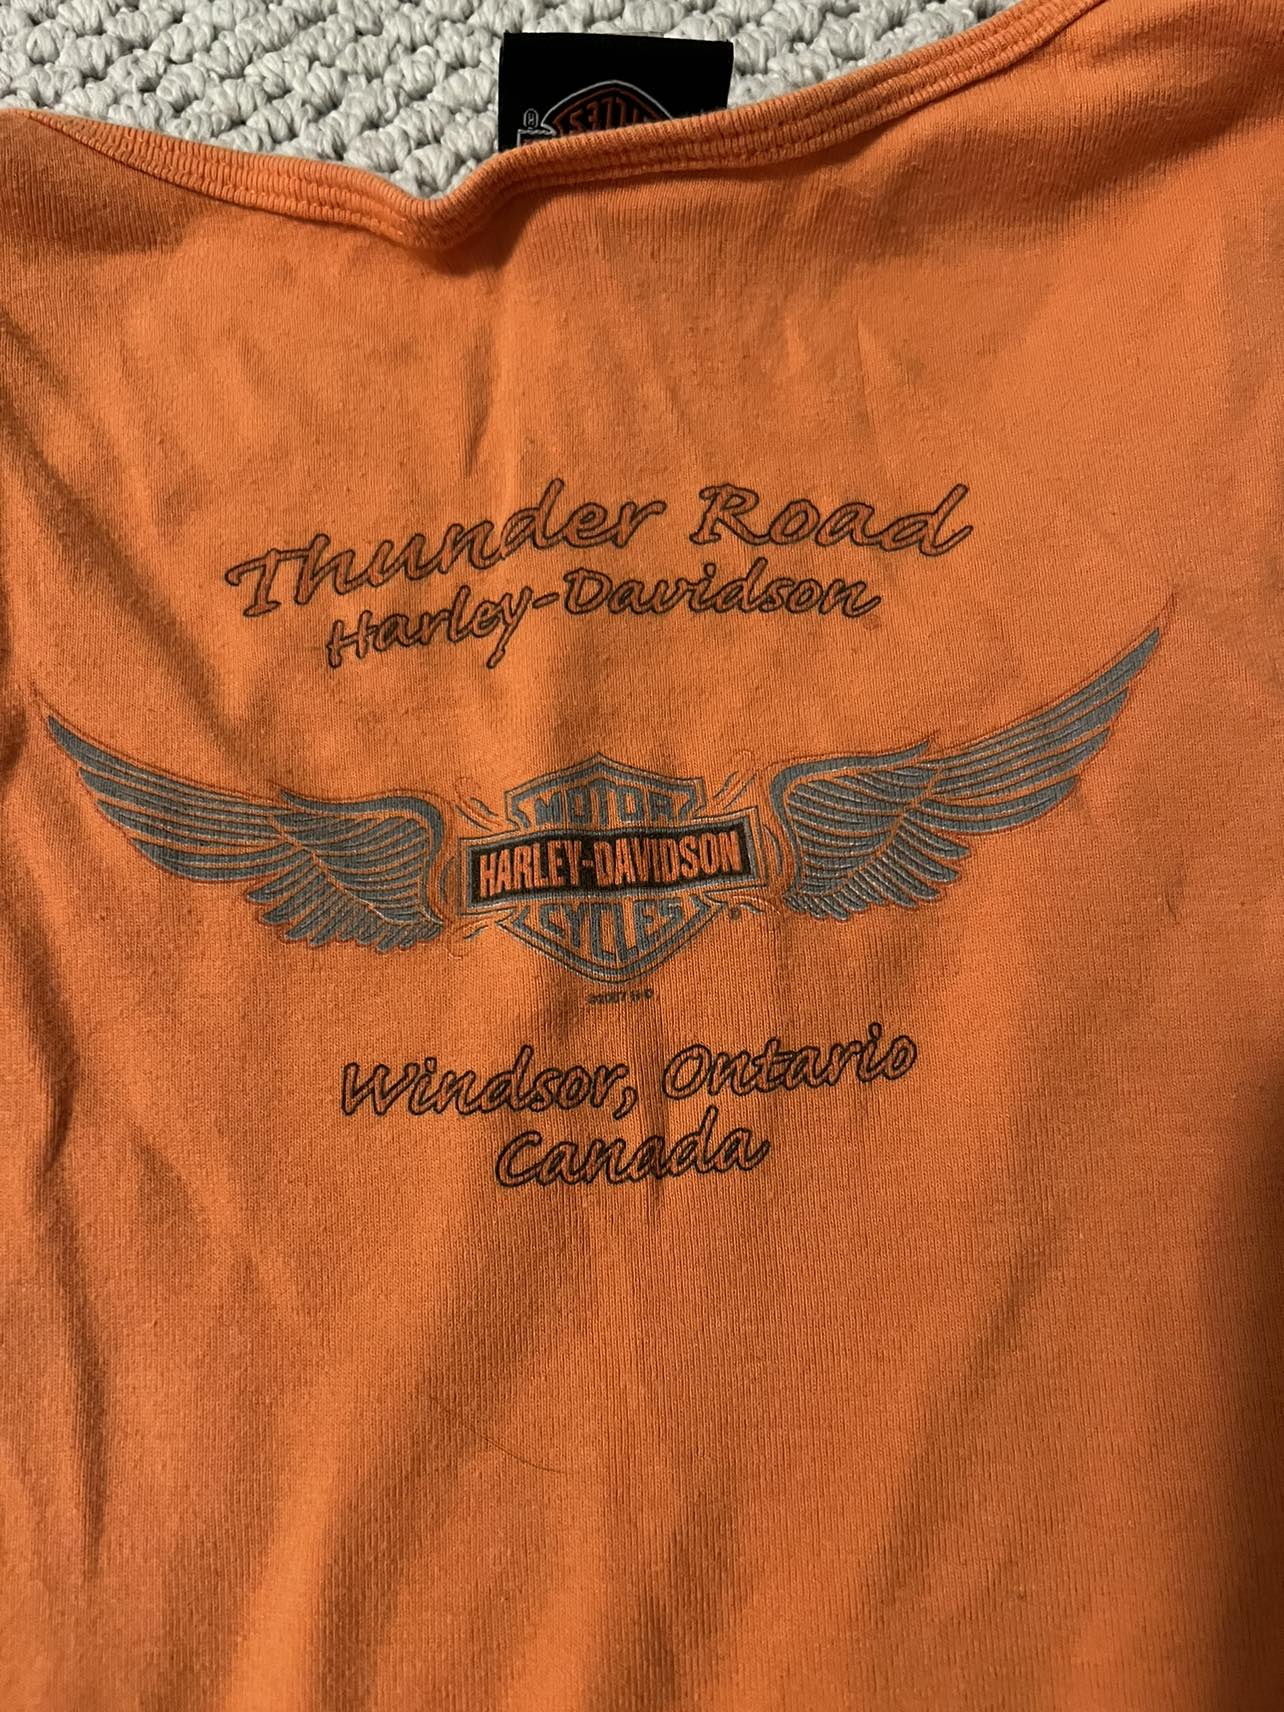 Thunder Road
Harley-Davidson
MOTOR
HARLEY-DAVIDSON
CYCLES
®
Windsor, Ontario
Canada